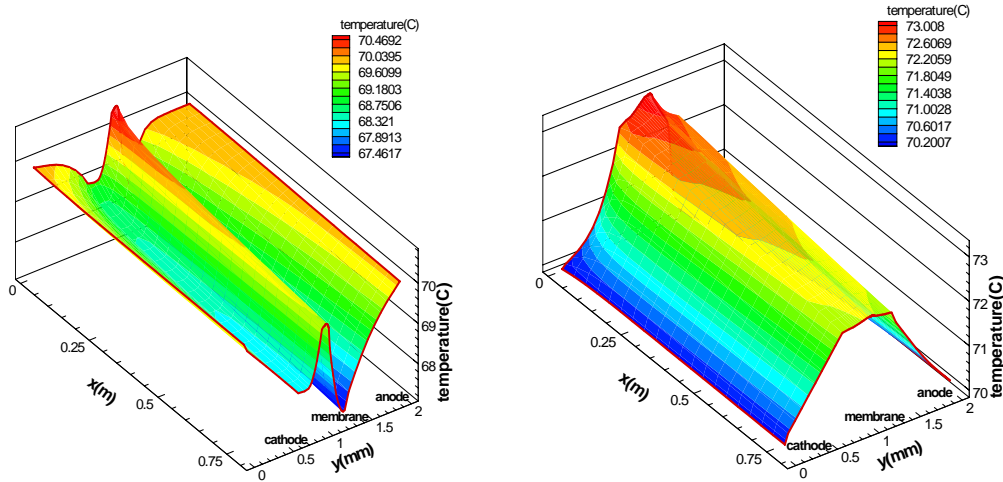 temperature(C)
70.4692
70.0395
69.6099
69.1803
68.7506
68.321
67.8913
67.4617
0
0.25
0.5
0.75
x(m)
cathode
membrane
anode
0
0.5
1
1.5
2
y(mm)
70
69
68
temperature(C)
temperature(C)
73.008
72.6069
72.2059
71.8049
71.4038
71.0028
70.6017
70.2007
0
0.25
0.5
0.75
x(m)
cathode
membrane
anode
0
0.5
1
1.5
2
y(mm)
73
72
71
70
temperature(C)